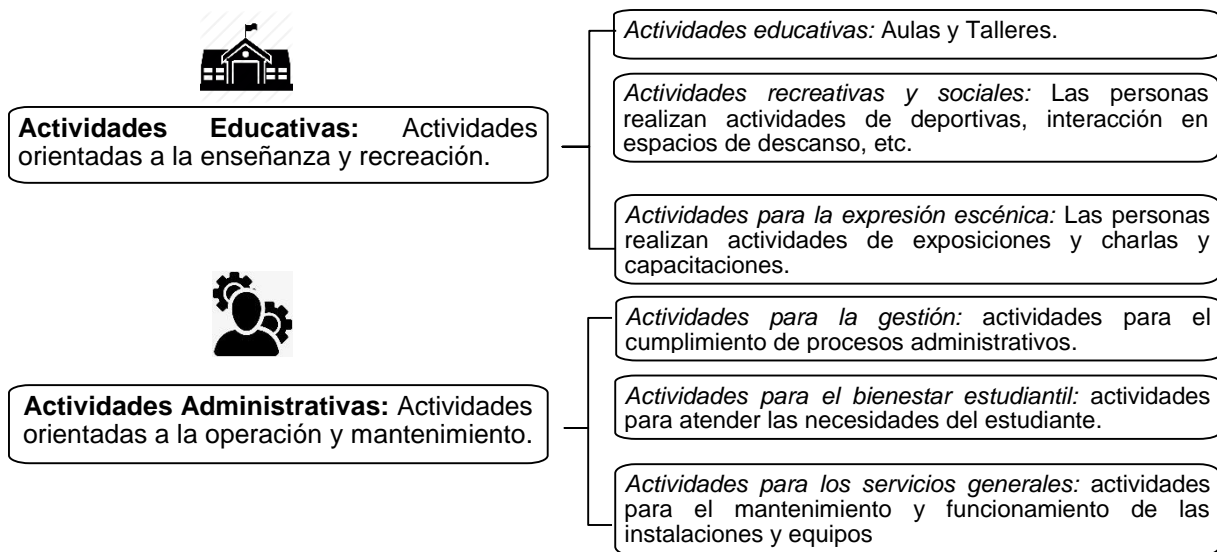 Actividades Educativas: Actividades
orientadas a la enseñanza y recreación.
Actividades educativas: Aulas y Talleres.
Actividades recreativas y sociales: Las personas
realizan actividades de deportivas, interacción en
espacios de descanso, etc.
Actividades para la expresión escénica: Las personas
realizan actividades de exposiciones y charlas y
capacitaciones.
Actividades Administrativas: Actividades
orientadas a la operación y mantenimiento.
Actividades para la gestión: actividades para el
cumplimiento de procesos administrativos.
Actividades para el bienestar estudiantil: actividades
para atender las necesidades del estudiante.
Actividades para los servicios generales: actividades
para el mantenimiento y funcionamiento de las
instalaciones y equipos